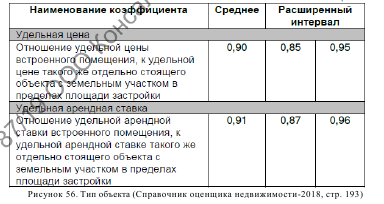 Наименование коэффициента Среднее Расширенный
интервал
Удельная цена
Отношение удельной цены 0,90 0,85 0,95
встроенного помещения, к удельной
цене такого же отдельно стоящего
объекта с земельным участком в
пределах площади застройки
Удельная арендная ставка
Отношение удельной арендной 0,91 0,87 0,96
ставки встроенного помещения, к
удельной арендной ставке такого же
отдельно стоящего объекта с
земельным участком в пределах
площади застройки
Рисунок 56. Тип объекта (Справочник оценщика недвижимости-2018, стр. 193)